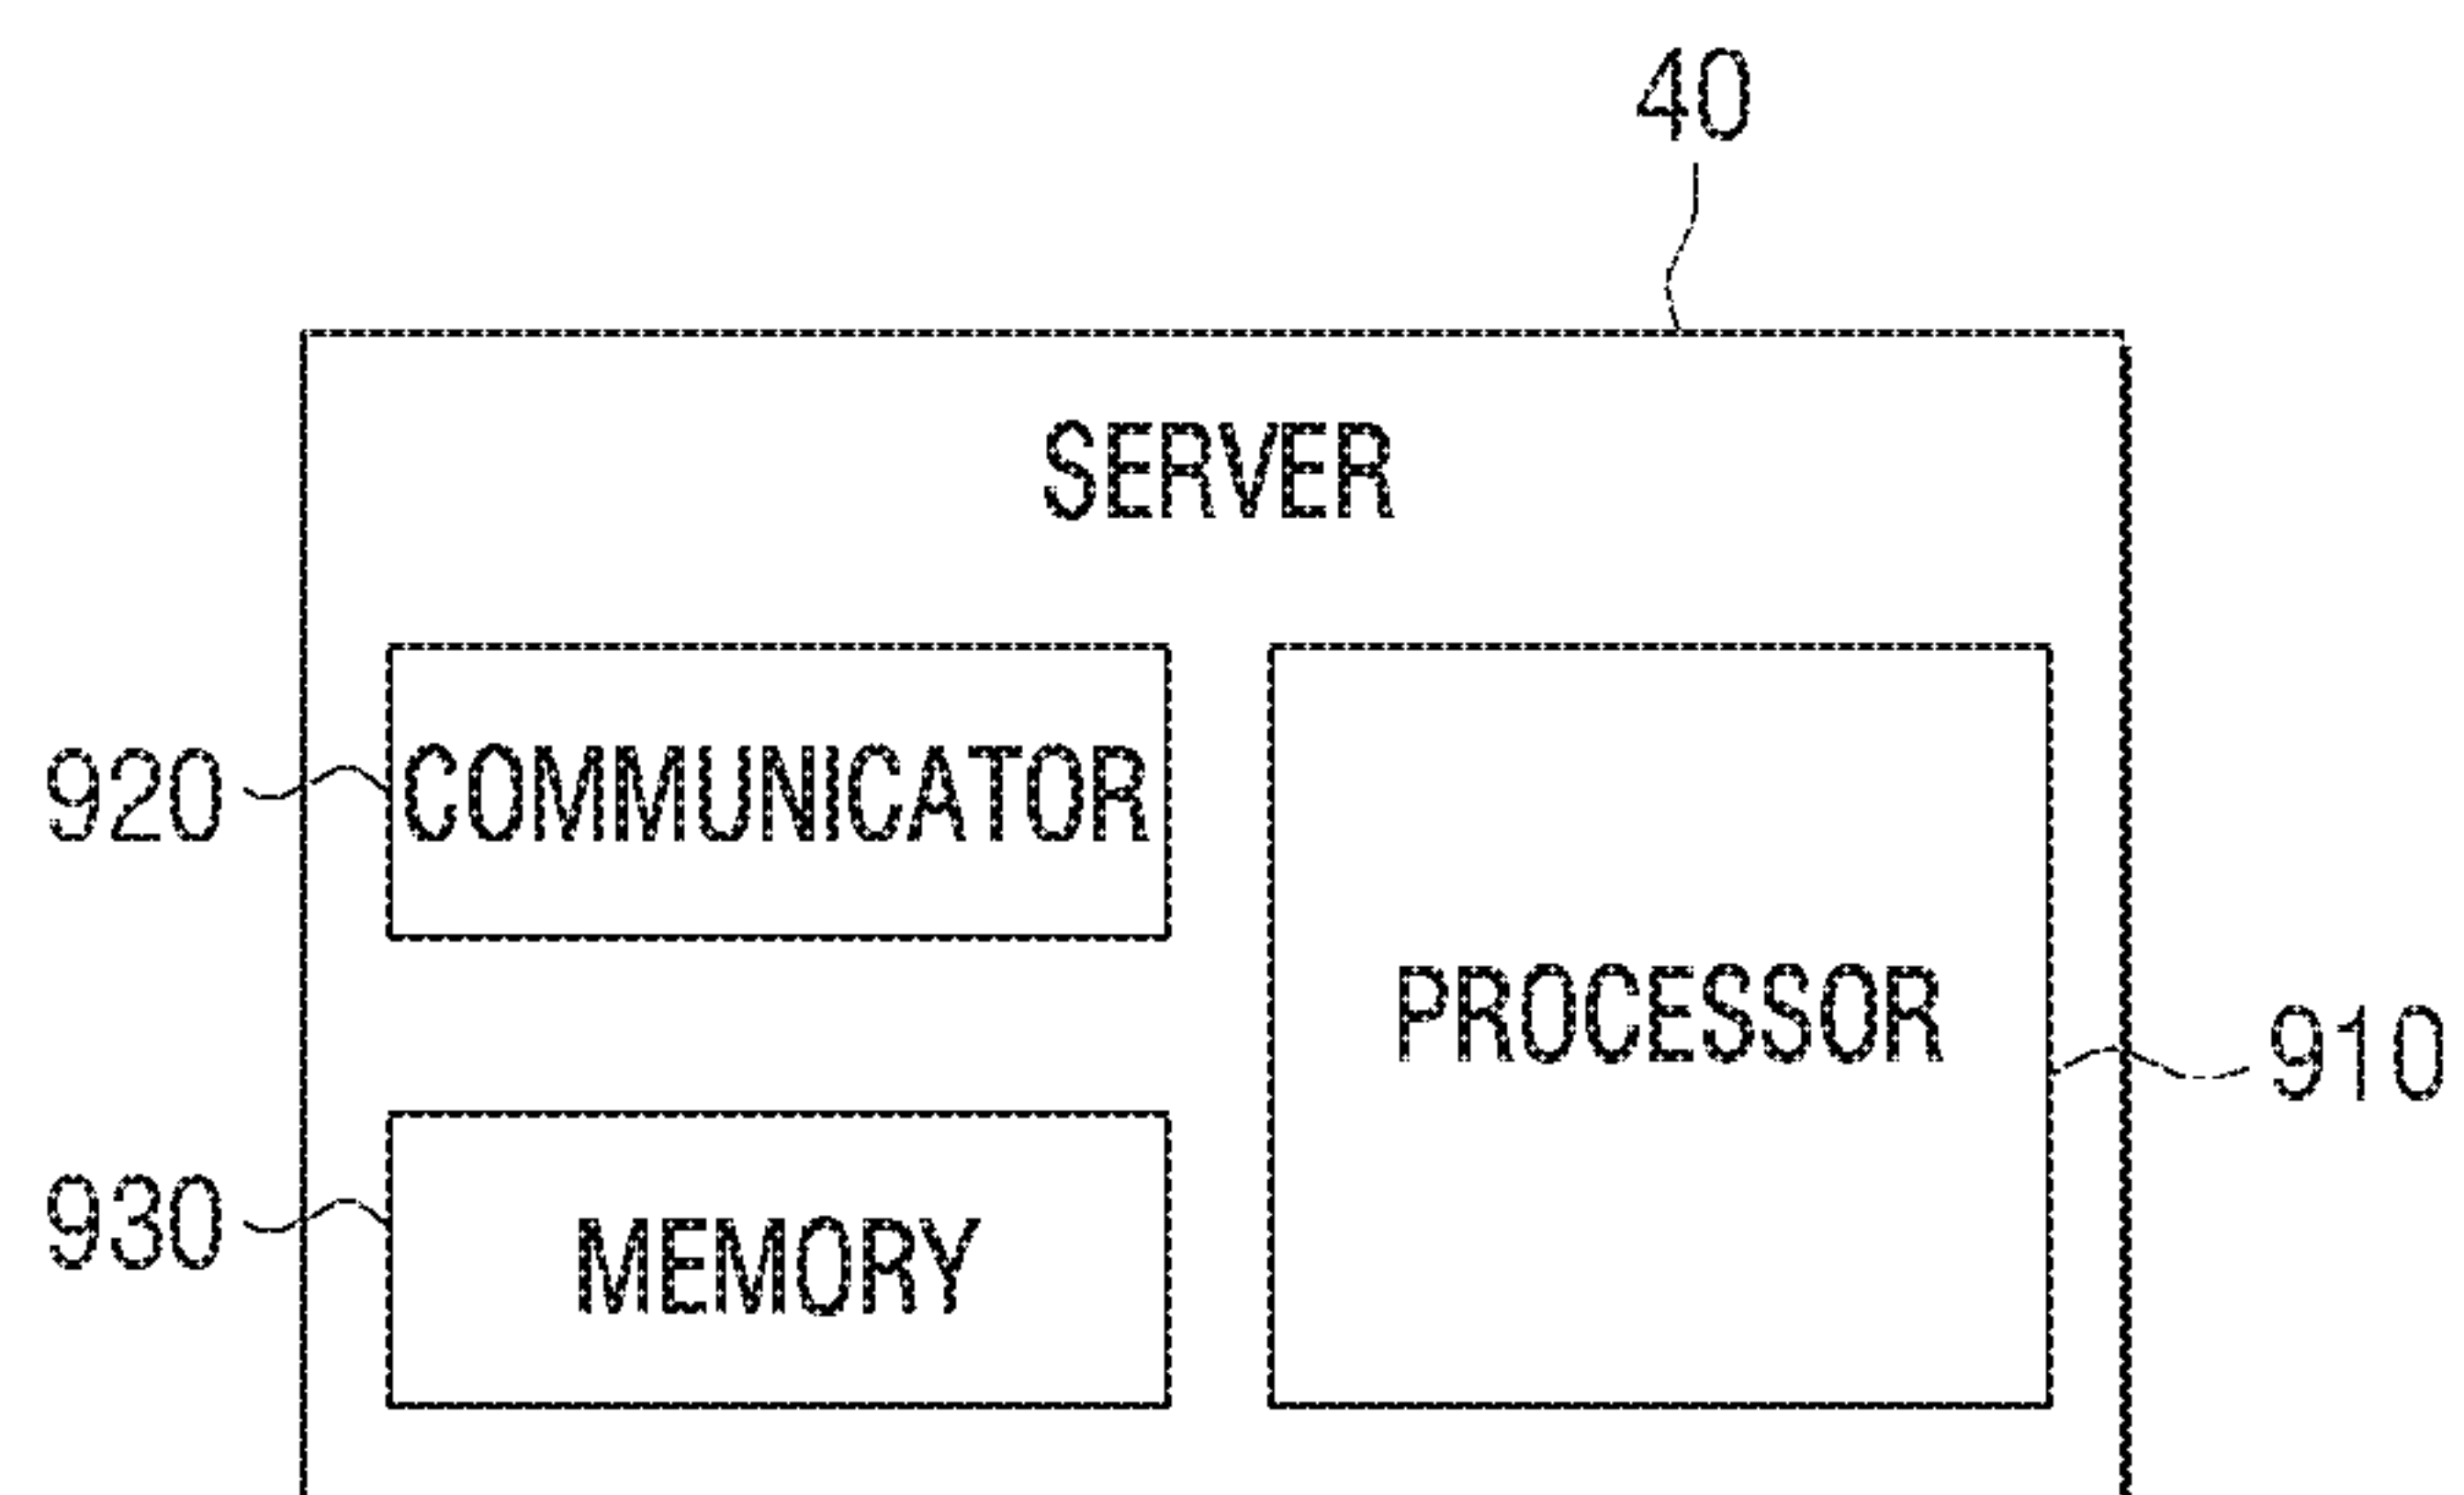 40
SERVER
920
COMMUNICATOR
PROCESSOR
910
930
MEMORY